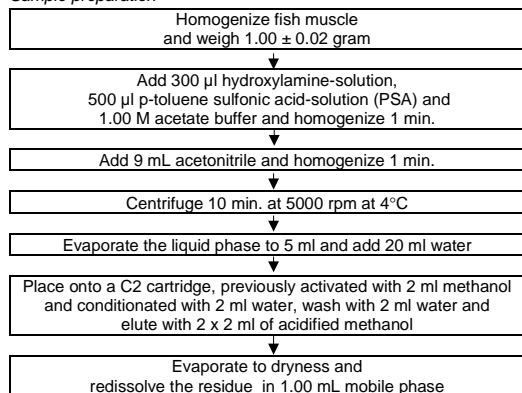 Sample preparation
Homogenize fish muscle
and weigh 1.00 ± 0.02 gram
Add 300 µl hydroxylamine-solution,
500 µl p-toluene sulfonic acid-solution (PSA) and
1.00 M acetate buffer and homogenize 1 min.
Add 9 mL acetonitrile and homogenize 1 min.
Centrifuge 10 min. at 5000 rpm at 4°C
Evaporate the liquid phase to 5 ml and add 20 ml water
Place onto a C2 cartridge, previously activated with 2 ml methanol
and conditionated with 2 ml water, wash with 2 ml water and
elute with 2 x 2 ml of acidified methanol
Evaporate to dryness and
redissolve the residue in 1.00 mL mobile phase